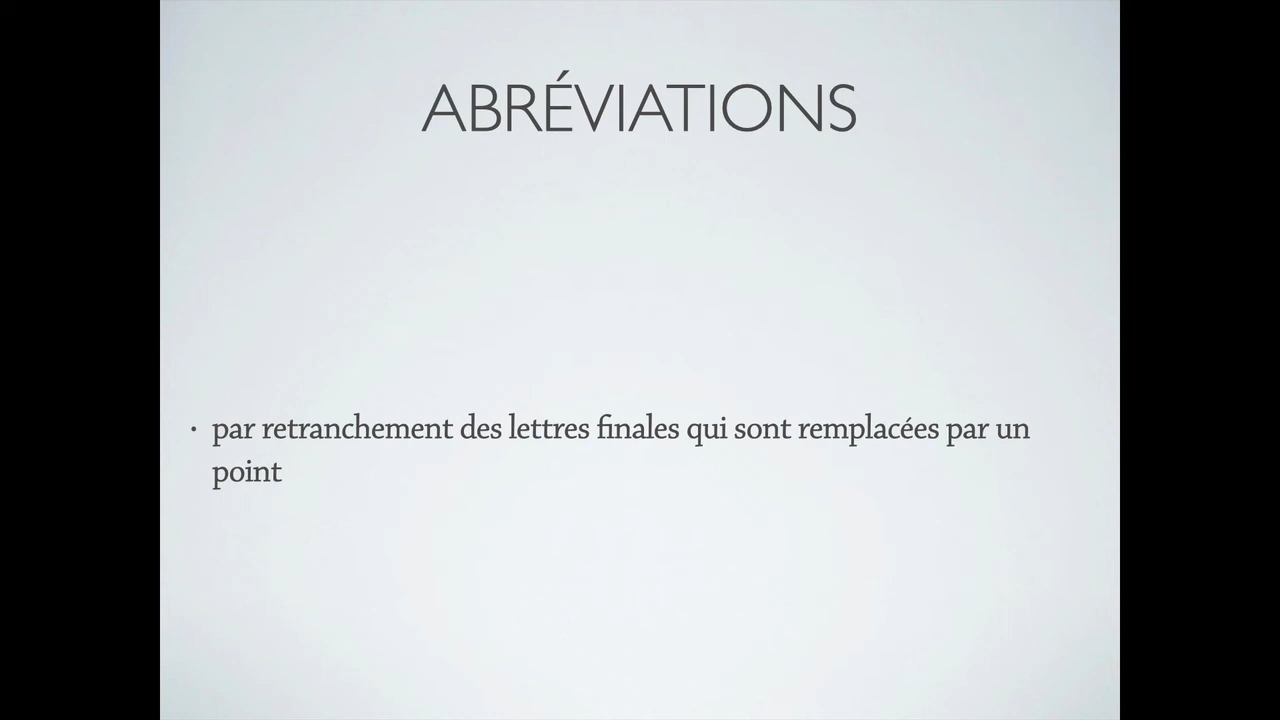 ABRÉVIATIONS
• par retranchement des lettres finales qui sont remplacées par un
point